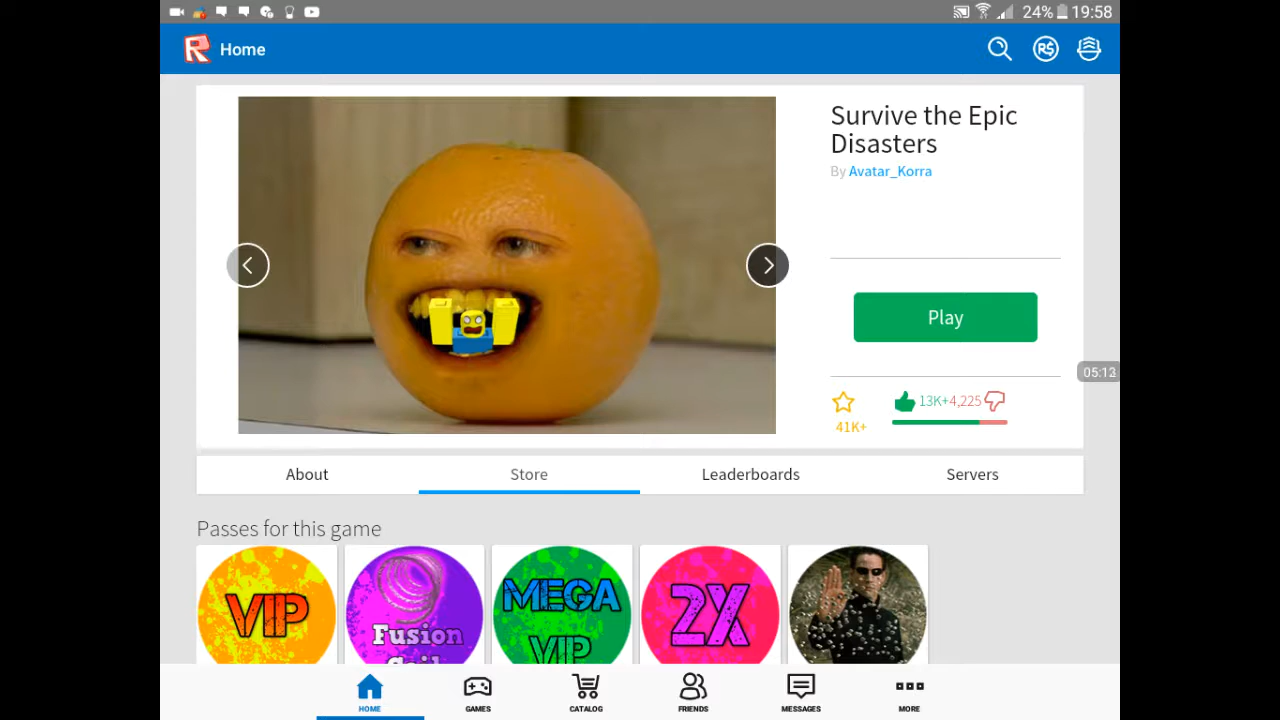 24% 19:58
R Home
R$
Survive the Epic
Disasters
By Avatar_Korra
Play
05:12
41K+
13K+ 4,225
About Store Leaderboards Servers
Passes for this game
VIP
Fusion
Coil
MEGA
VIP
2X
HOME GAMES CATALOG FRIENDS MESSAGES MORE